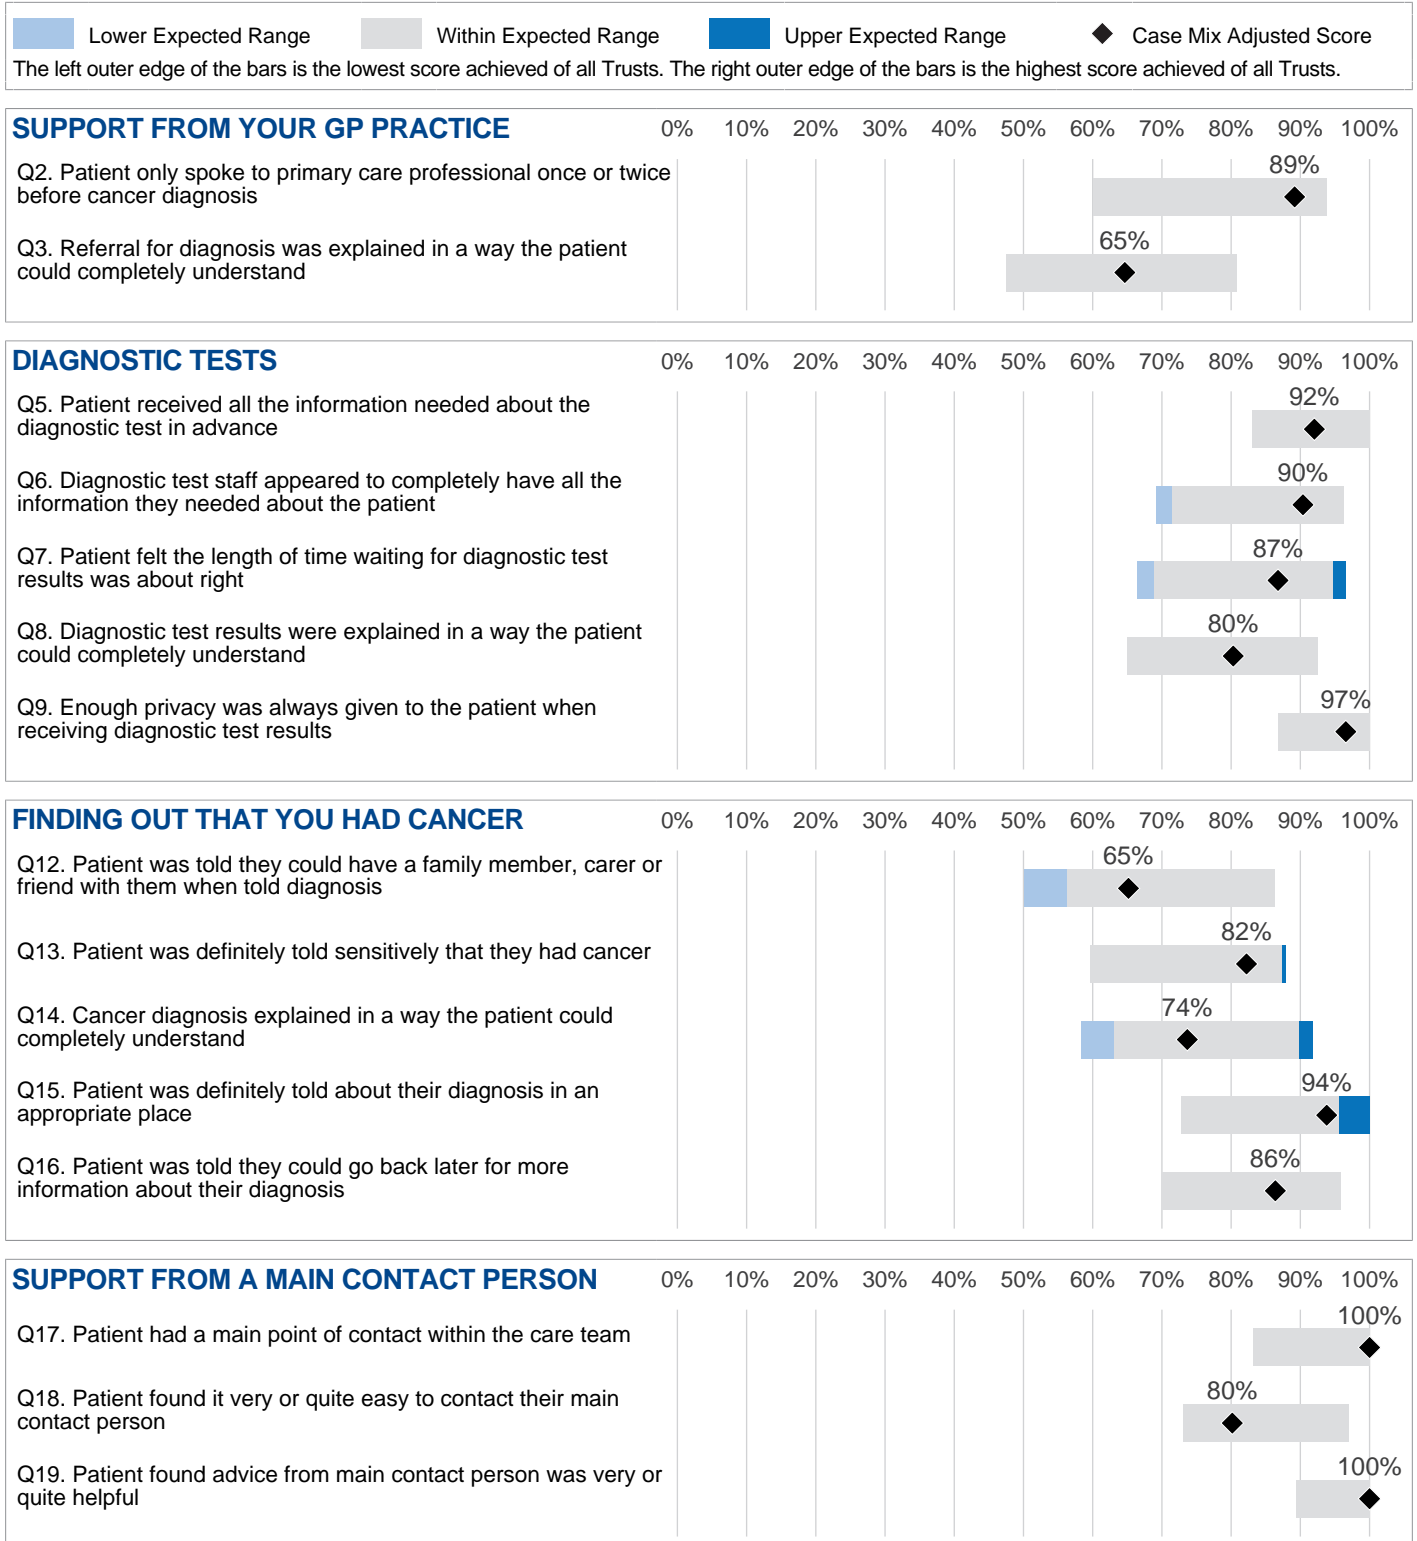 Lower Expected Range Within Expected Range Upper Expected Range Case Mix Adjusted Score
The left outer edge of the bars is the lowest score achieved of all Trusts. The right outer edge of the bars is the highest score achieved of all Trusts.
SUPPORT FROM YOUR GP PRACTICE 0% 10% 20% 30% 40% 50% 60% 70% 80% 90% 100%
Q2. Patient only spoke to primary care professional once or twice
before cancer diagnosis
89%
Q3. Referral for diagnosis was explained in a way the patient
could completely understand
65%
DIAGNOSTIC TESTS 0% 10% 20% 30% 40% 50% 60% 70% 80% 90% 100%
Q5. Patient received all the information needed about the
diagnostic test in advance
92%
Q6. Diagnostic test staff appeared to completely have all the
information they needed about the patient
90%
Q7. Patient felt the length of time waiting for diagnostic test
results was about right
87%
Q8. Diagnostic test results were explained in a way the patient
could completely understand
80%
Q9. Enough privacy was always given to the patient when
receiving diagnostic test results
97%
FINDING OUT THAT YOU HAD CANCER 0% 10% 20% 30% 40% 50% 60% 70% 80% 90% 100%
Q12. Patient was told they could have a family member, carer or
friend with them when told diagnosis
65%
Q13. Patient was definitely told sensitively that they had cancer
82%
Q14. Cancer diagnosis explained in a way the patient could
completely understand
74%
Q15. Patient was definitely told about their diagnosis in an
appropriate place
94%
Q16. Patient was told they could go back later for more
information about their diagnosis
86%
SUPPORT FROM A MAIN CONTACT PERSON 0% 10% 20% 30% 40% 50% 60% 70% 80% 90% 100%
Q17. Patient had a main point of contact within the care team
100%
Q18. Patient found it very or quite easy to contact their main
contact person
80%
Q19. Patient found advice from main contact person was very or
quite helpful
100%